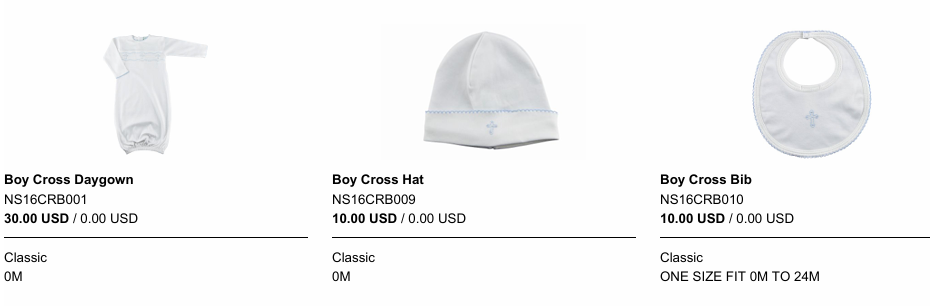 Boy Cross Daygown
NS16CRB001
30.00 USD / 0.00 USD
Classic
0M
Boy Cross Hat
NS16CRB009
10.00 USD / 0.00 USD
Classic
0M
Boy Cross Bib
NS16CRB010
10.00 USD / 0.00 USD
Classic
ONE SIZE FIT 0M TO 24M